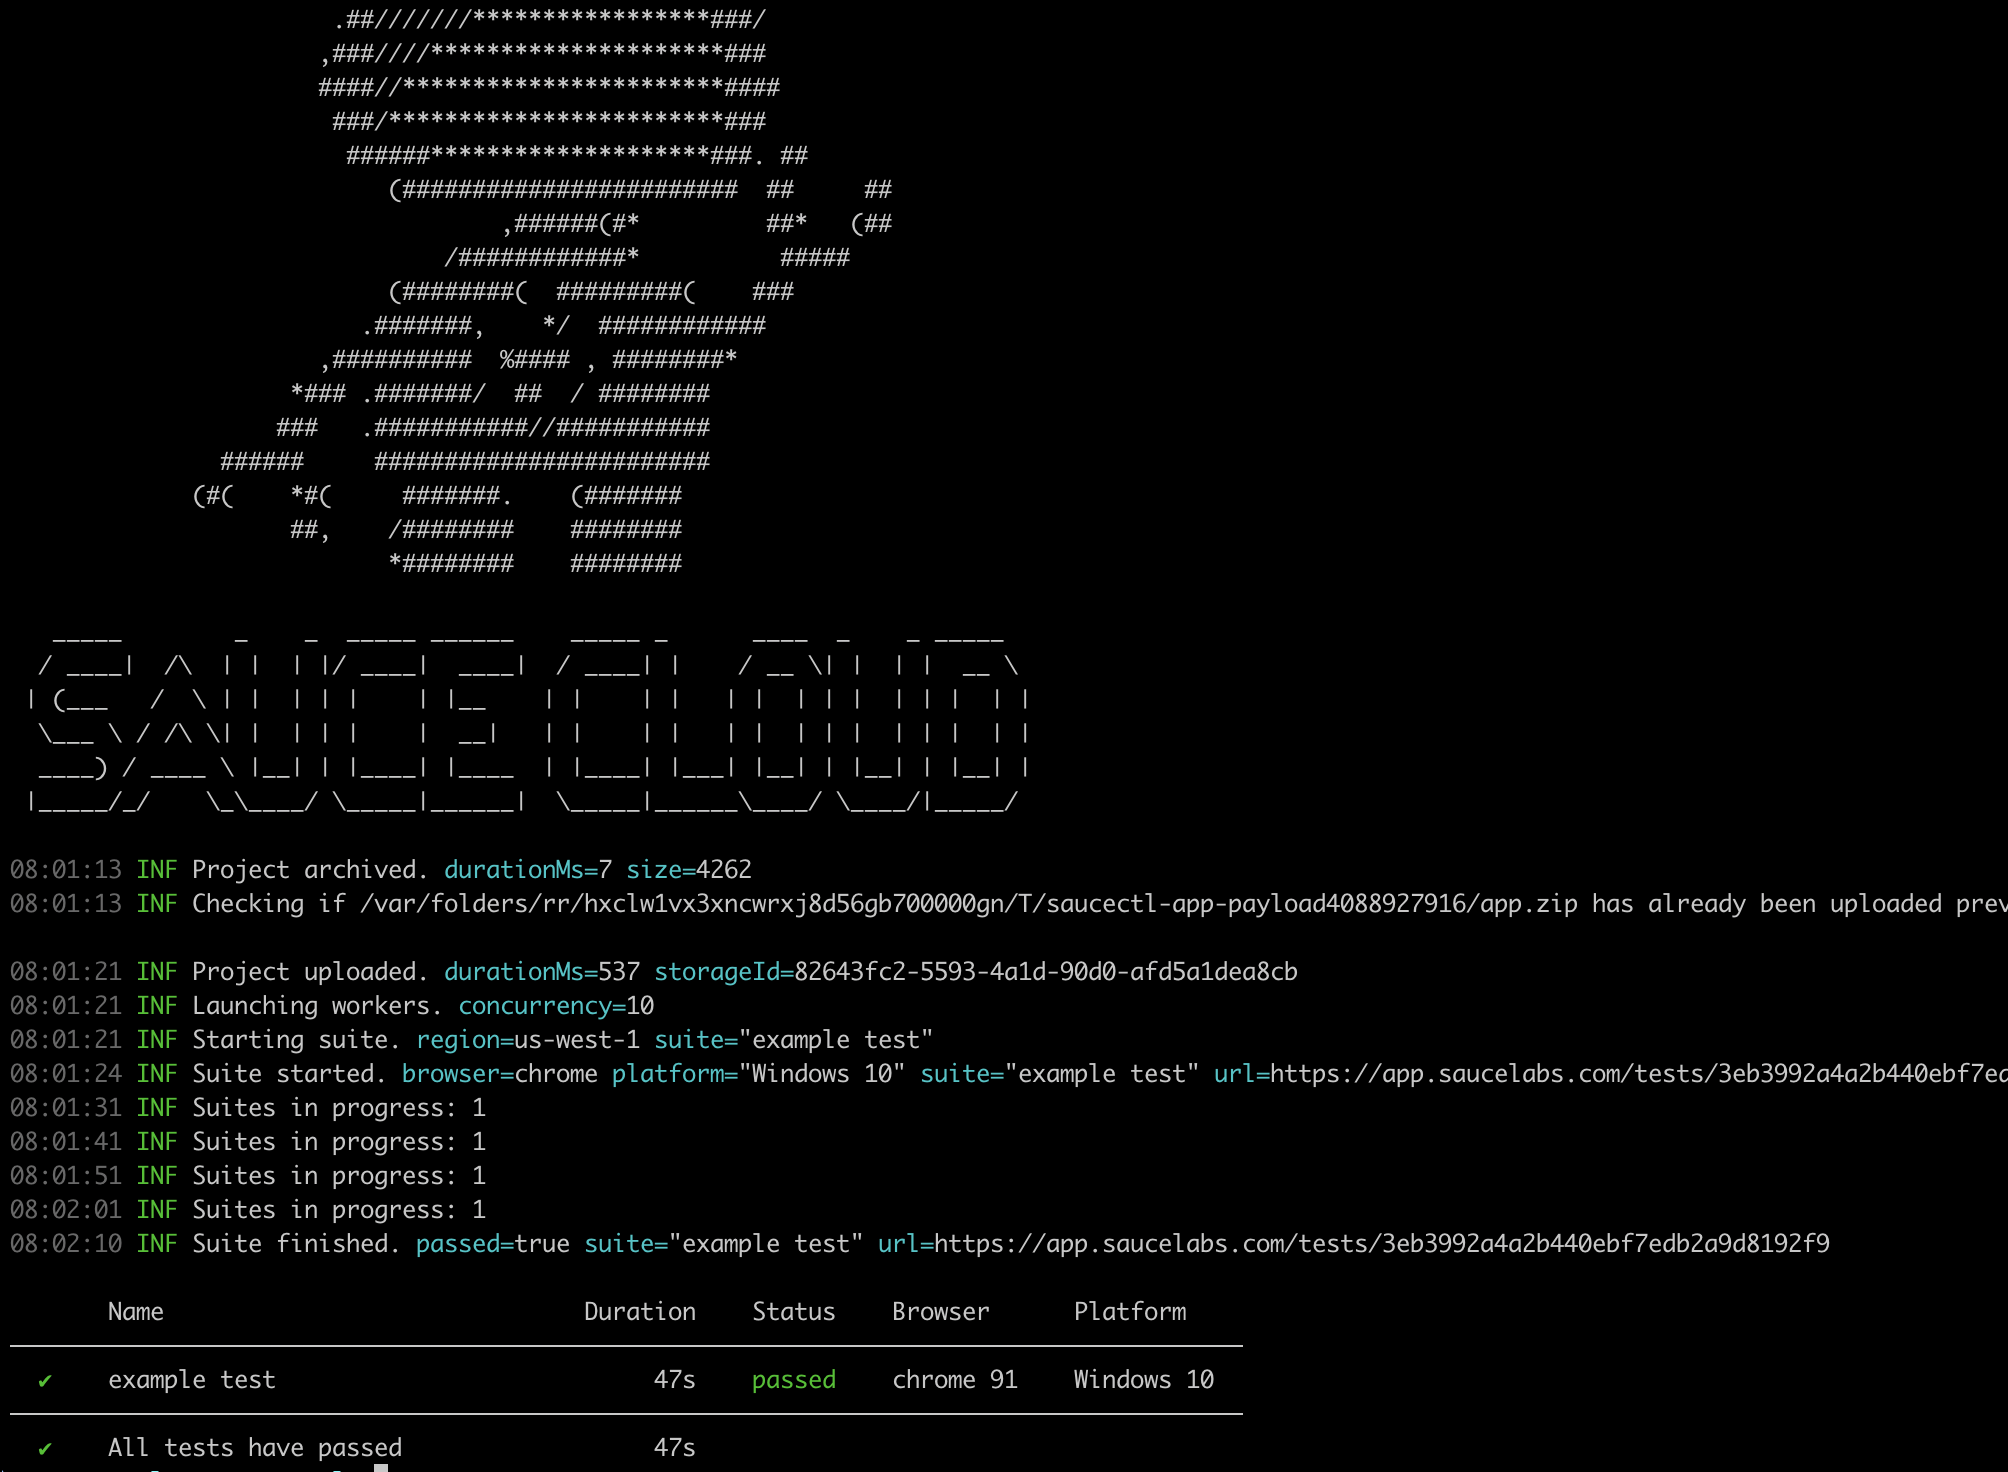 SAUCE CLOUD
08:01:13 INF Project archived. durationMs=7 size=4262
08:01:13 INF Checking if /var/folders/rr/hxclw1vx3xncwrxj8d56gb700000gn/T/saucectl-app-payload4088927916/app.zip has already been uploaded prev
08:01:21 INF Project uploaded. durationMs=537 storageId=82643fc2-5593-4a1d-90d0-afd5a1dea8cb
08:01:21 INF Launching workers. concurrency=10
08:01:21 INF Starting suite. region=us-west-1 suite="example test"
08:01:24 INF Suite started. browser=chrome platform="Windows 10" suite="example test" url=https://app.saucelabs.com/tests/3eb3992a4a2b440ebf7ed
08:01:31 INF Suites in progress: 1
08:01:41 INF Suites in progress: 1
08:01:51 INF Suites in progress: 1
08:02:01 INF Suites in progress: 1
08:02:10 INF Suite finished. passed=true suite="example test" url=https://app.saucelabs.com/tests/3eb3992a4a2b440ebf7edb2a9d8192f9
Name Duration Status Browser Platform
✔ example test 47s passed chrome 91 Windows 10
✔ All tests have passed 47s